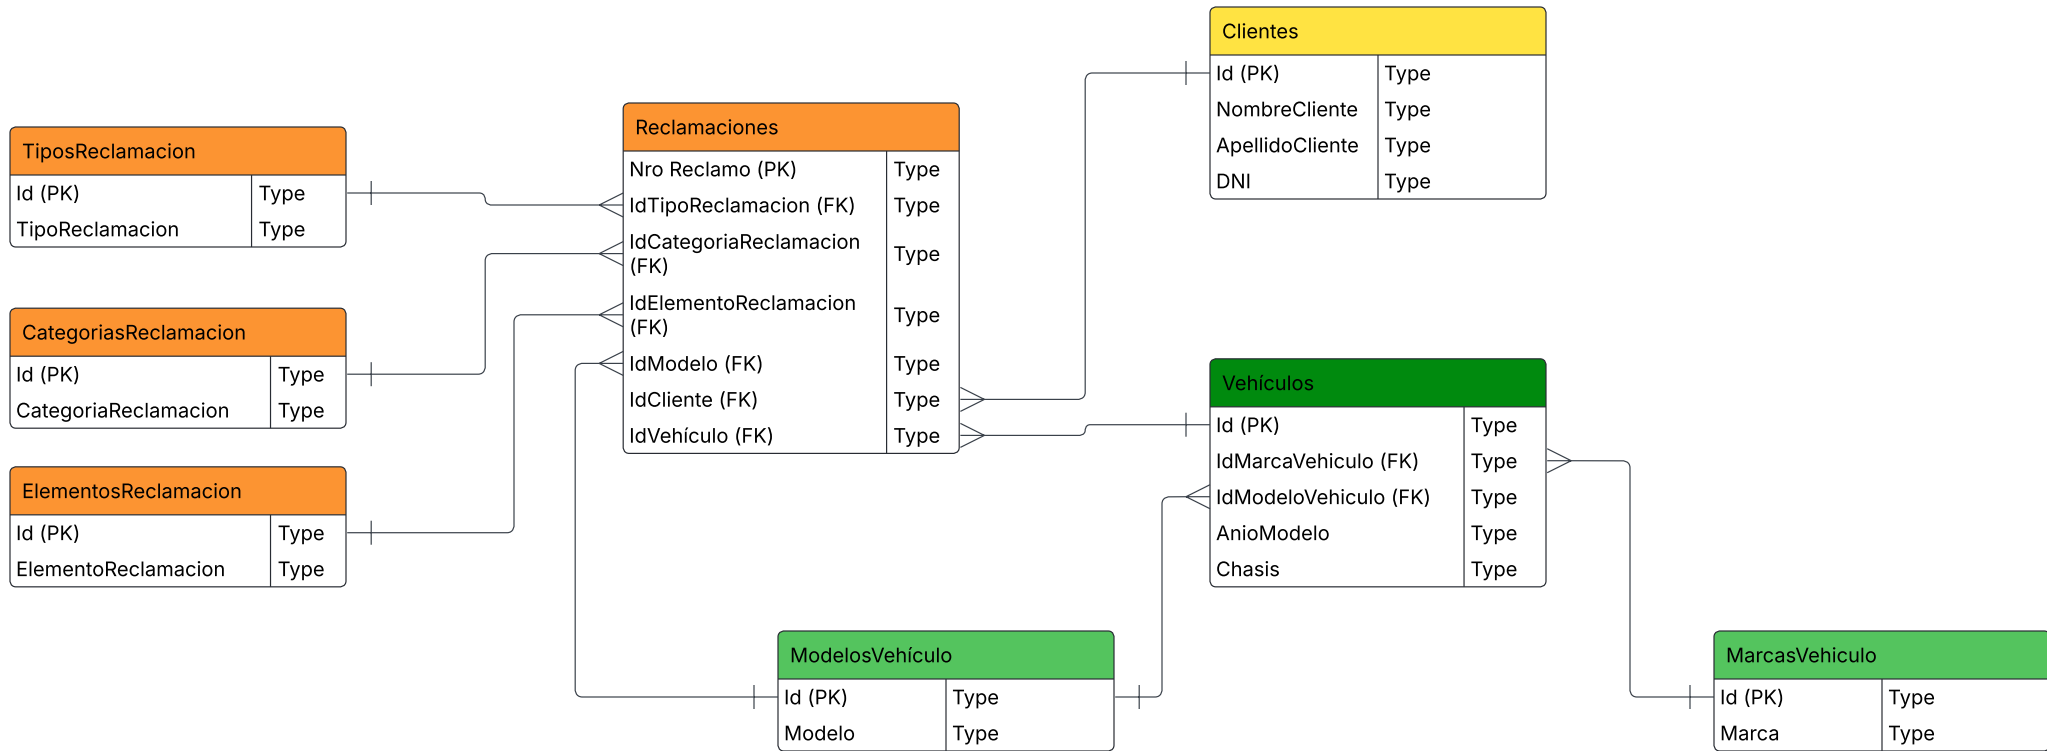 Clientes
Id (PK) Type
NombreCliente Type
ApellidoCliente Type
DNI Type
Reclamaciones
Nro Reclamo (PK) Type
IdTipoReclamacion (FK) Type
IdCategoriaReclamacion
(FK) Type
IdElementoReclamacion
(FK) Type
IdModelo (FK) Type
IdCliente (FK) Type
IdVehículo (FK) Type
TiposReclamacion
Id (PK) Type
TipoReclamacion Type
CategoriasReclamacion
Id (PK) Type
CategoriaReclamacion Type
ElementosReclamacion
Id (PK) Type
ElementoReclamacion Type
Vehículos
Id (PK) Type
IdMarcaVehiculo (FK) Type
IdModeloVehiculo (FK) Type
AnioModelo Type
Chasis Type
ModelosVehículo
Id (PK) Type
Modelo Type
MarcasVehiculo
Id (PK) Type
Marca Type